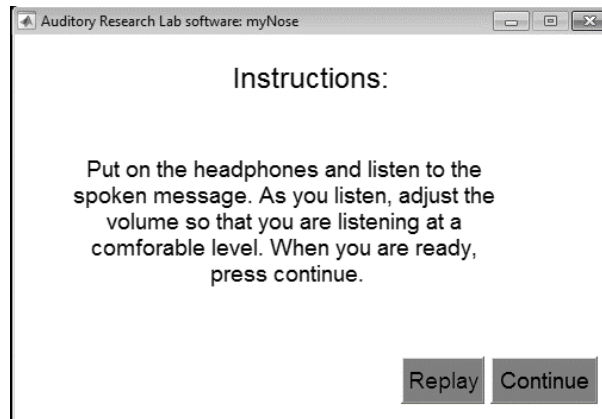 Auditory Research Lab software: myNose
Instructions:
Put on the headphones and listen to the
spoken message. As you listen, adjust the
volume so that you are listening at a
comforable level. When you are ready,
press continue.
Replay Continue